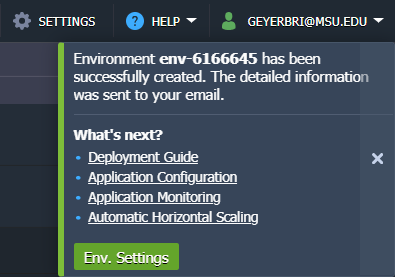 SETTINGS HELP GEYERBRI@MSU.EDU
Environment env-6166645 has been
successfully created. The detailed information
was sent to your email.
What's next?
• Deployment Guide
• Application Configuration
• Application Monitoring
• Automatic Horizontal Scaling
Env. Settings